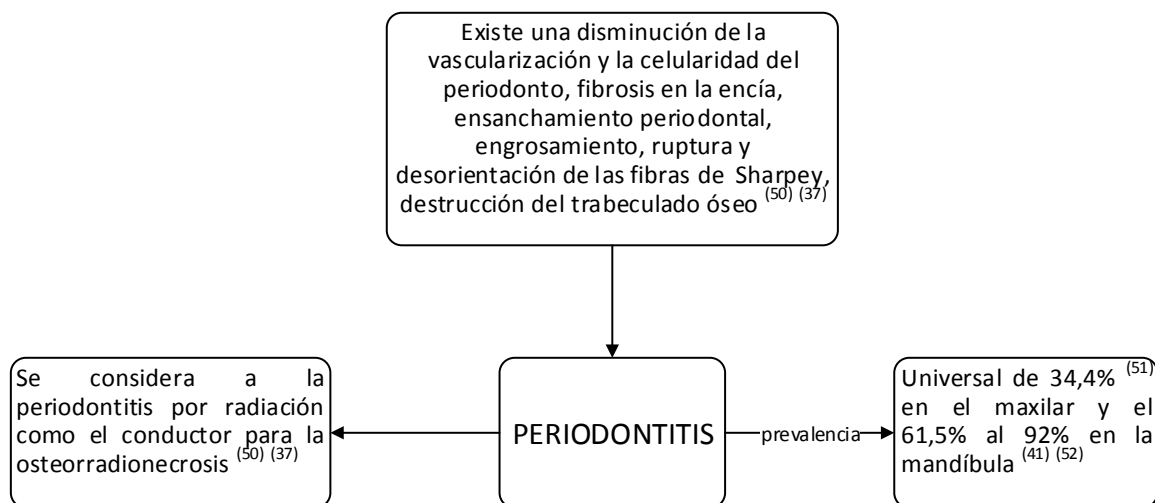 Existe una disminución de la
vascularización y la celularidad del
periodonto, fibrosis en la encía,
ensanchamiento periodontal,
engrosamiento, ruptura y
desorientación de las fibras de Sharpey,
destrucción del trabeculado óseo (50) (37)
Se considera a la
periodontitis por radiación
como el conductor para la
osteorradionecrosis (50) (37)
PERIODONTITIS
prevalencia
Universal de 34,4% (51)
en el maxilar y el
61,5% al 92% en la
mandíbula (41) (52)